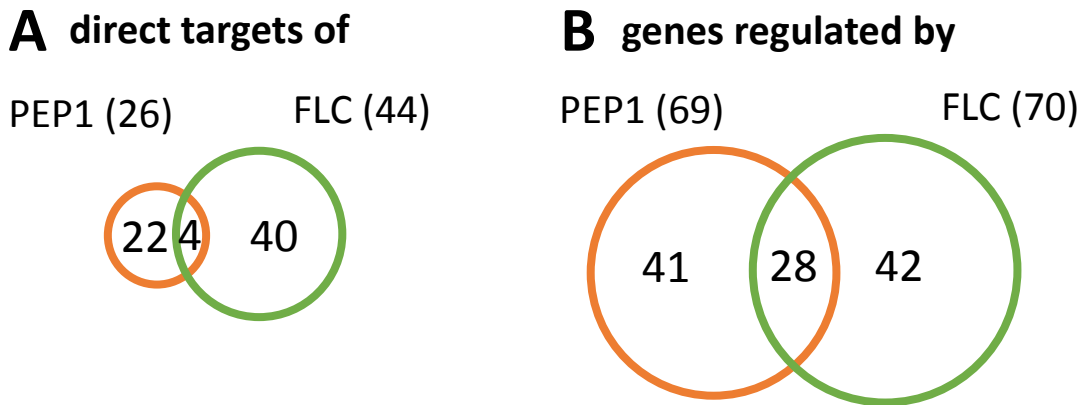 A direct targets of
PEP1 (26) FLC (44)
22 4 40
B genes regulated by
PEP1 (69) FLC (70)
41 28 42